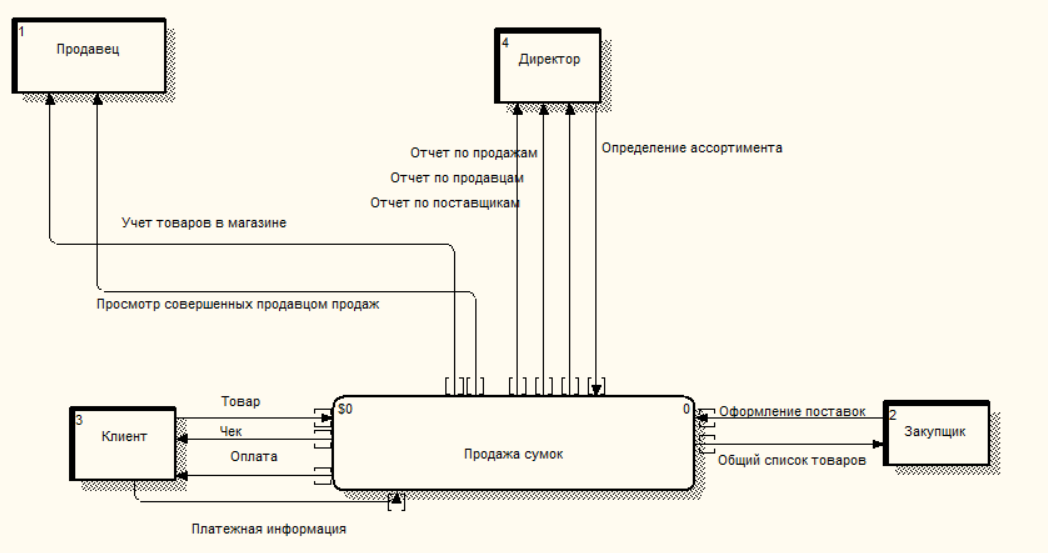 1
Продавец
4
Директор
Отчет по продажам
Определение ассортимента
Отчет по продавцам
Отчет по поставщикам
Учет товаров в магазине
Просмотр совершенных продавцом продаж
Товар
3
Клиент
Чек
Оплата
Платежная информация
$0
0
Продажа сумок
Оформление поставок
2
Закупщик
Общий список товаров